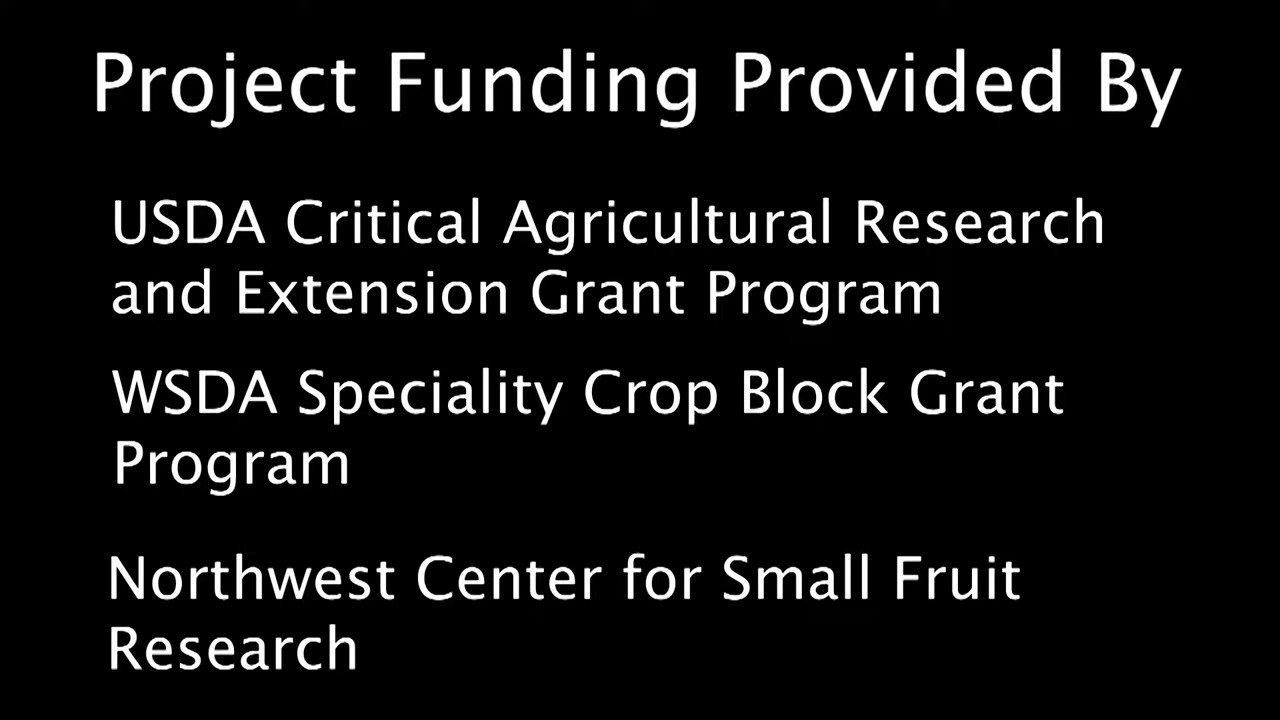 Project Funding Provided By
USDA Critical Agricultural Research
and Extension Grant Program
WSDA Speciality Crop Block Grant
Program
Northwest Center for Small Fruit
Research